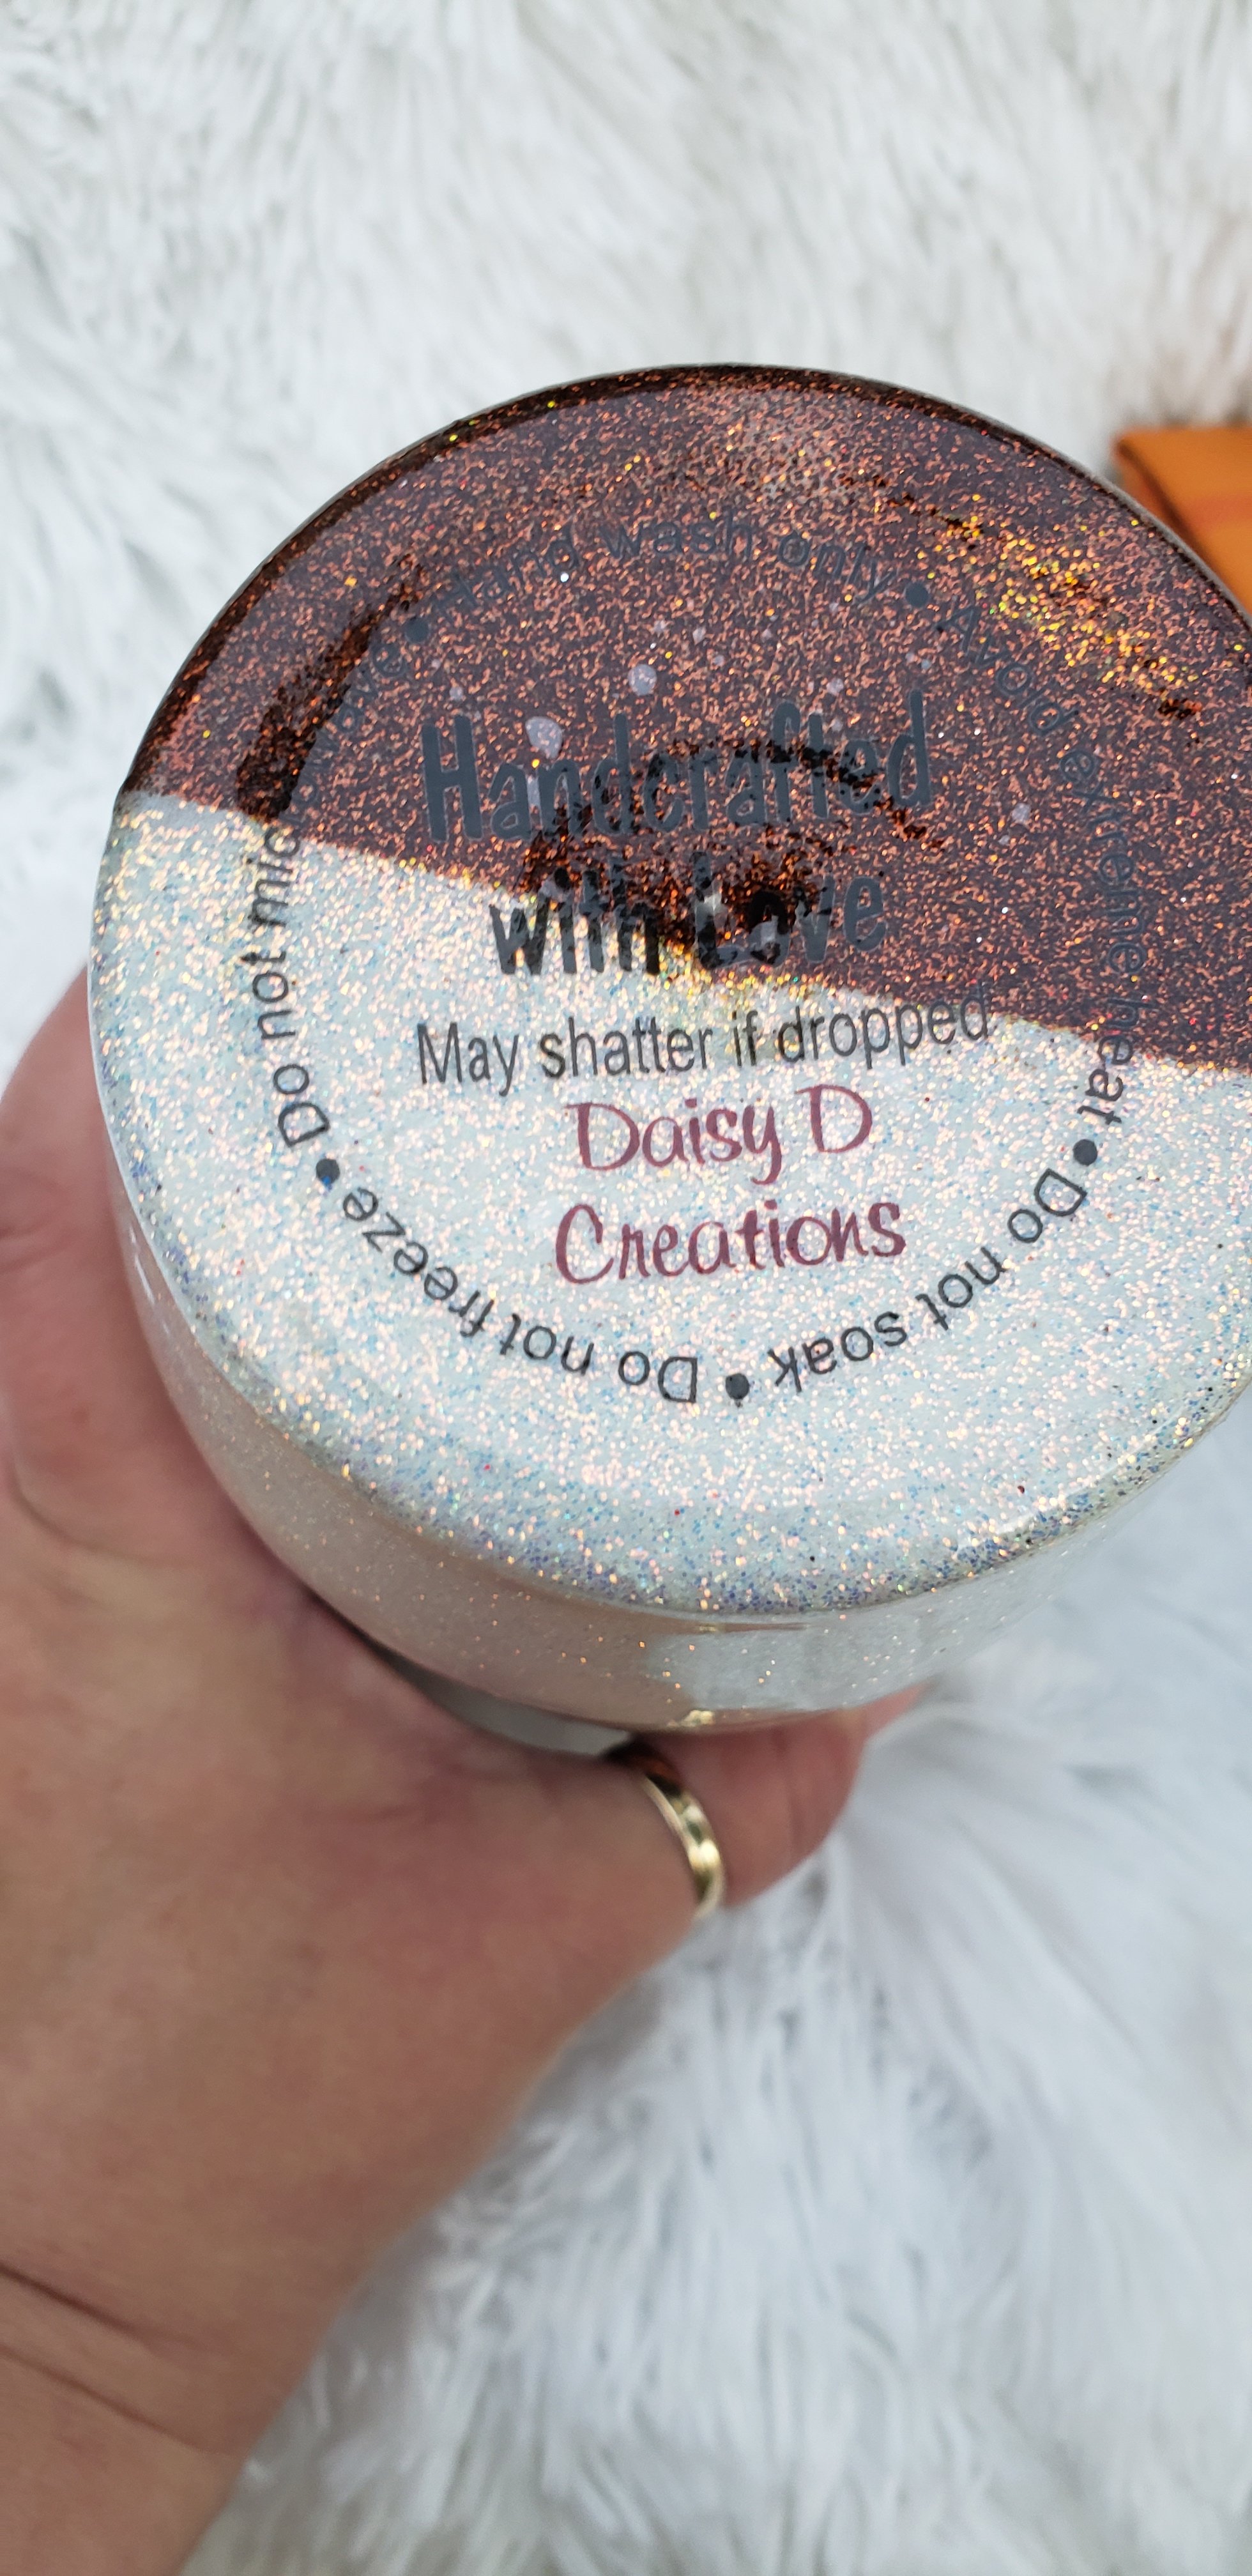 Hand wash only • Avoid extreme heat • Do not soak • Do not freeze • Do not microwave •
Handcrafted
with Love
May shatter if dropped
Daisy D
Creations